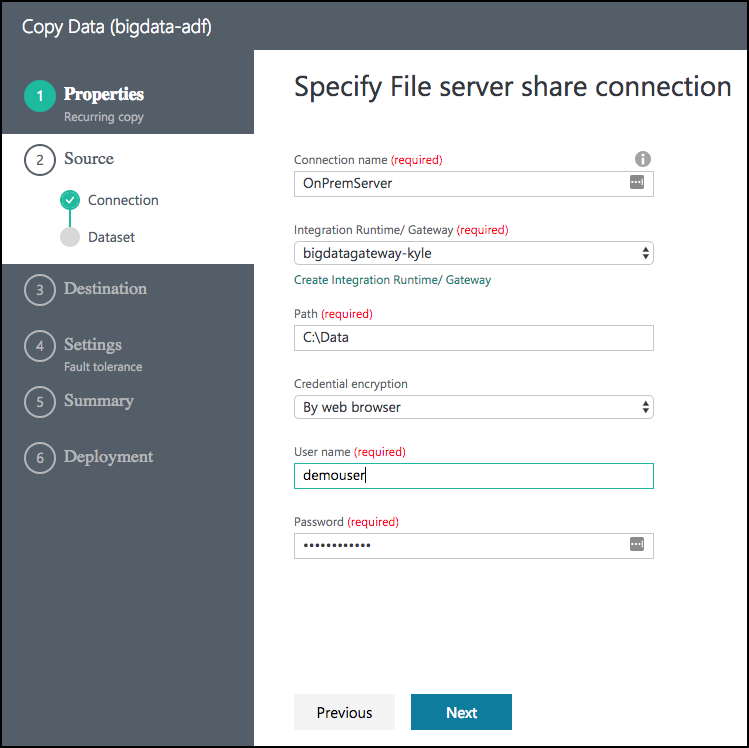 Copy Data (bigdata-adf)
1 Properties
Recurring copy
2 Source
Connection
Dataset
3 Destination
4 Settings
Fault tolerance
5 Summary
6 Deployment
Specify File server share connection
Connection name (required)
OnPremServer
Integration Runtime/ Gateway (required)
bigdatagateway-kyle
Create Integration Runtime/ Gateway
Path (required)
C:\Data
Credential encryption
By web browser
User name (required)
demouser
Password (required)
••••••••••••
Previous Next